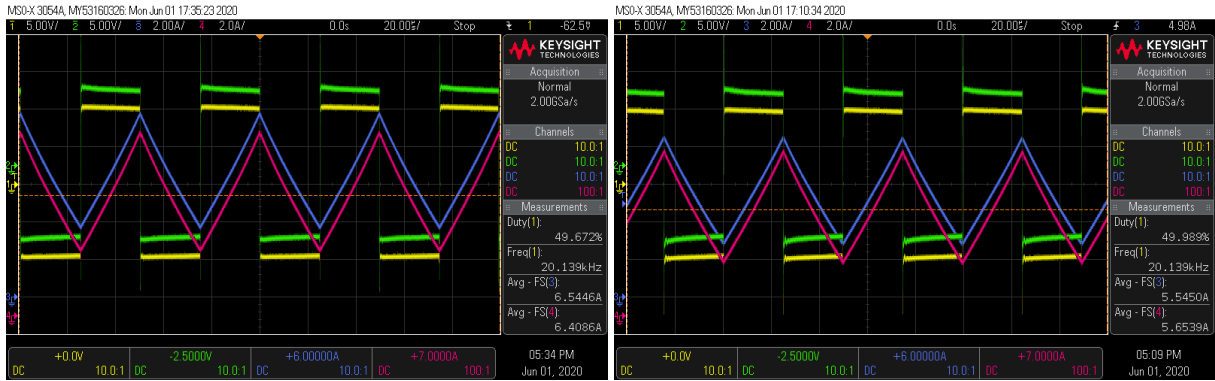 MSO-X 3054A, MY53160326: Mon Jun 01 17:35:23 2020
1 5.00V/ 2 5.00V/ 3 2.00A/ 4 2.0A/ 0.0s 20.00us/ Stop 1 -62.5V
KEYSIGHT
TECHNOLOGIES
Acquisition
Normal
2.00GSa/s
Channels
DC 10.0:1
DC 10.0:1
DC 10.0:1
DC 100:1
Measurements
Duty(1):
49.672%
Freq(1):
20.139kHz
Avg - FS(3):
6.5446A
Avg - FS(4):
6.4086A
+0.0V -2.5000V +6.00000A +7.0000A
DC 10.0:1 DC 10.0:1 DC 10.0:1 DC 100:1
05:34 PM
Jun 01, 2020
MSO-X 3054A, MY53160326: Mon Jun 01 17:10:34 2020
1 5.00V/ 2 5.00V/ 3 2.00A/ 4 2.0A/ 0.0s 20.00us/ Stop 3 4.98A
KEYSIGHT
TECHNOLOGIES
Acquisition
Normal
2.00GSa/s
Channels
DC 10.0:1
DC 10.0:1
DC 10.0:1
DC 100:1
Measurements
Duty(1):
49.989%
Freq(1):
20.139kHz
Avg - FS(3):
5.5450A
Avg - FS(4):
5.6539A
+0.0V -2.5000V +6.00000A +7.0000A
DC 10.0:1 DC 10.0:1 DC 10.0:1 DC 100:1
05:09 PM
Jun 01, 2020